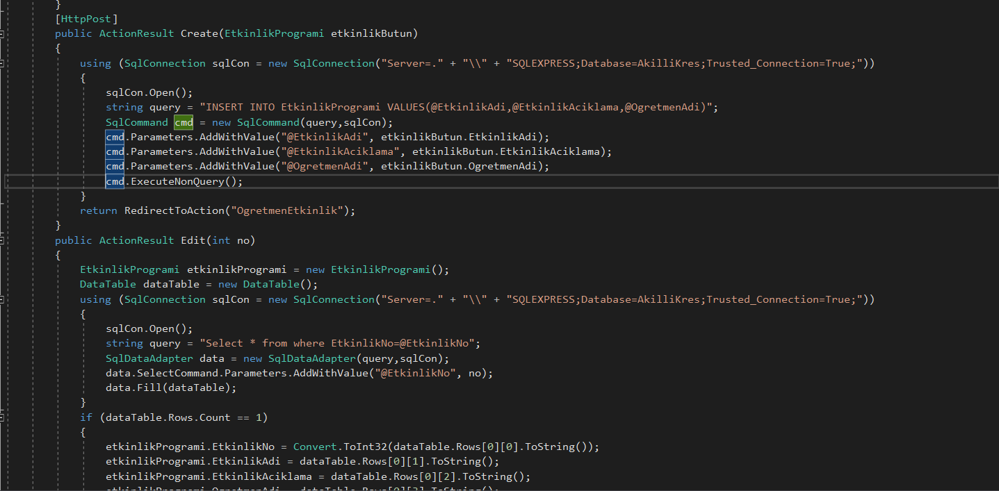 }
[HttpPost]
public ActionResult Create(EtkinlikProgrami etkinlikButun)
{
using (SqlConnection sqlCon = new SqlConnection("Server=." + "\\" + "SQLEXPRESS;Database=AkilliKres;Trusted_Connection=True;"))
{
sqlCon.Open();
string query = "INSERT INTO EtkinlikProgrami VALUES(@EtkinlikAdi,@EtkinlikAciklama,@OgretmenAdi)";
SqlCommand cmd = new SqlCommand(query,sqlCon);
cmd.Parameters.AddWithValue("@EtkinlikAdi", etkinlikButun.EtkinlikAdi);
cmd.Parameters.AddWithValue("@EtkinlikAciklama", etkinlikButun.EtkinlikAciklama);
cmd.Parameters.AddWithValue("@OgretmenAdi", etkinlikButun.OgretmenAdi);
cmd.ExecuteNonQuery();
}
return RedirectToAction("OgretmenEtkinlik");
}
public ActionResult Edit(int no)
{
EtkinlikProgrami etkinlikProgrami = new EtkinlikProgrami();
DataTable dataTable = new DataTable();
using (SqlConnection sqlCon = new SqlConnection("Server=." + "\\" + "SQLEXPRESS;Database=AkilliKres;Trusted_Connection=True;"))
{
sqlCon.Open();
string query = "Select * from where EtkinlikNo=@EtkinlikNo";
SqlDataAdapter data = new SqlDataAdapter(query,sqlCon);
data.SelectCommand.Parameters.AddWithValue("@EtkinlikNo", no);
data.Fill(dataTable);
}
if (dataTable.Rows.Count == 1)
{
etkinlikProgrami.EtkinlikNo = Convert.ToInt32(dataTable.Rows[0][0].ToString());
etkinlikProgrami.EtkinlikAdi = dataTable.Rows[0][1].ToString();
etkinlikProgrami.EtkinlikAciklama = dataTable.Rows[0][2].ToString();
etkinlikProgrami.OgretmenAdi = dataTable.Rows[0][3].ToString();